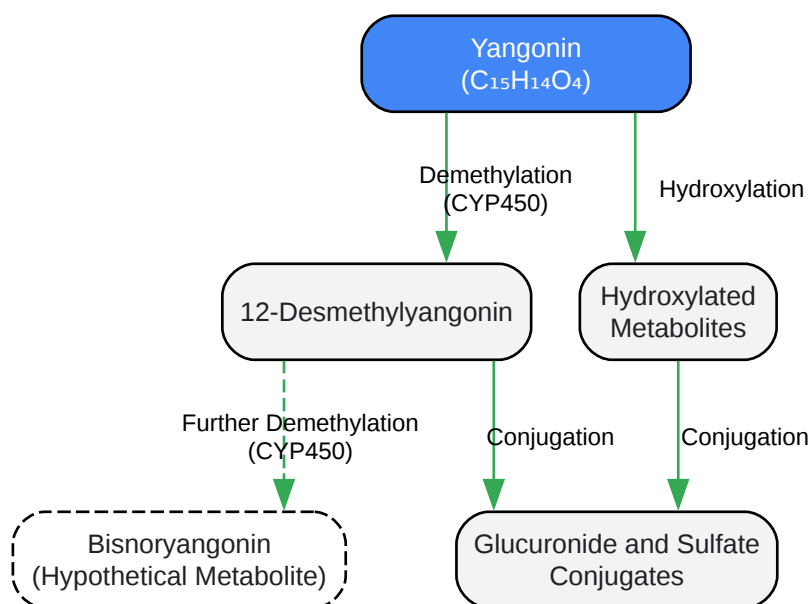 Yangonin
(C₁₅H₁₄O₄)
Demethylation
(CYP450)
Hydroxylation
12-Desmethylyangonin
Hydroxylated
Metabolites
Further Demethylation
(CYP450)
Conjugation
Conjugation
Bisnoryangonin
(Hypothetical Metabolite)
Glucuronide and Sulfate
Conjugates